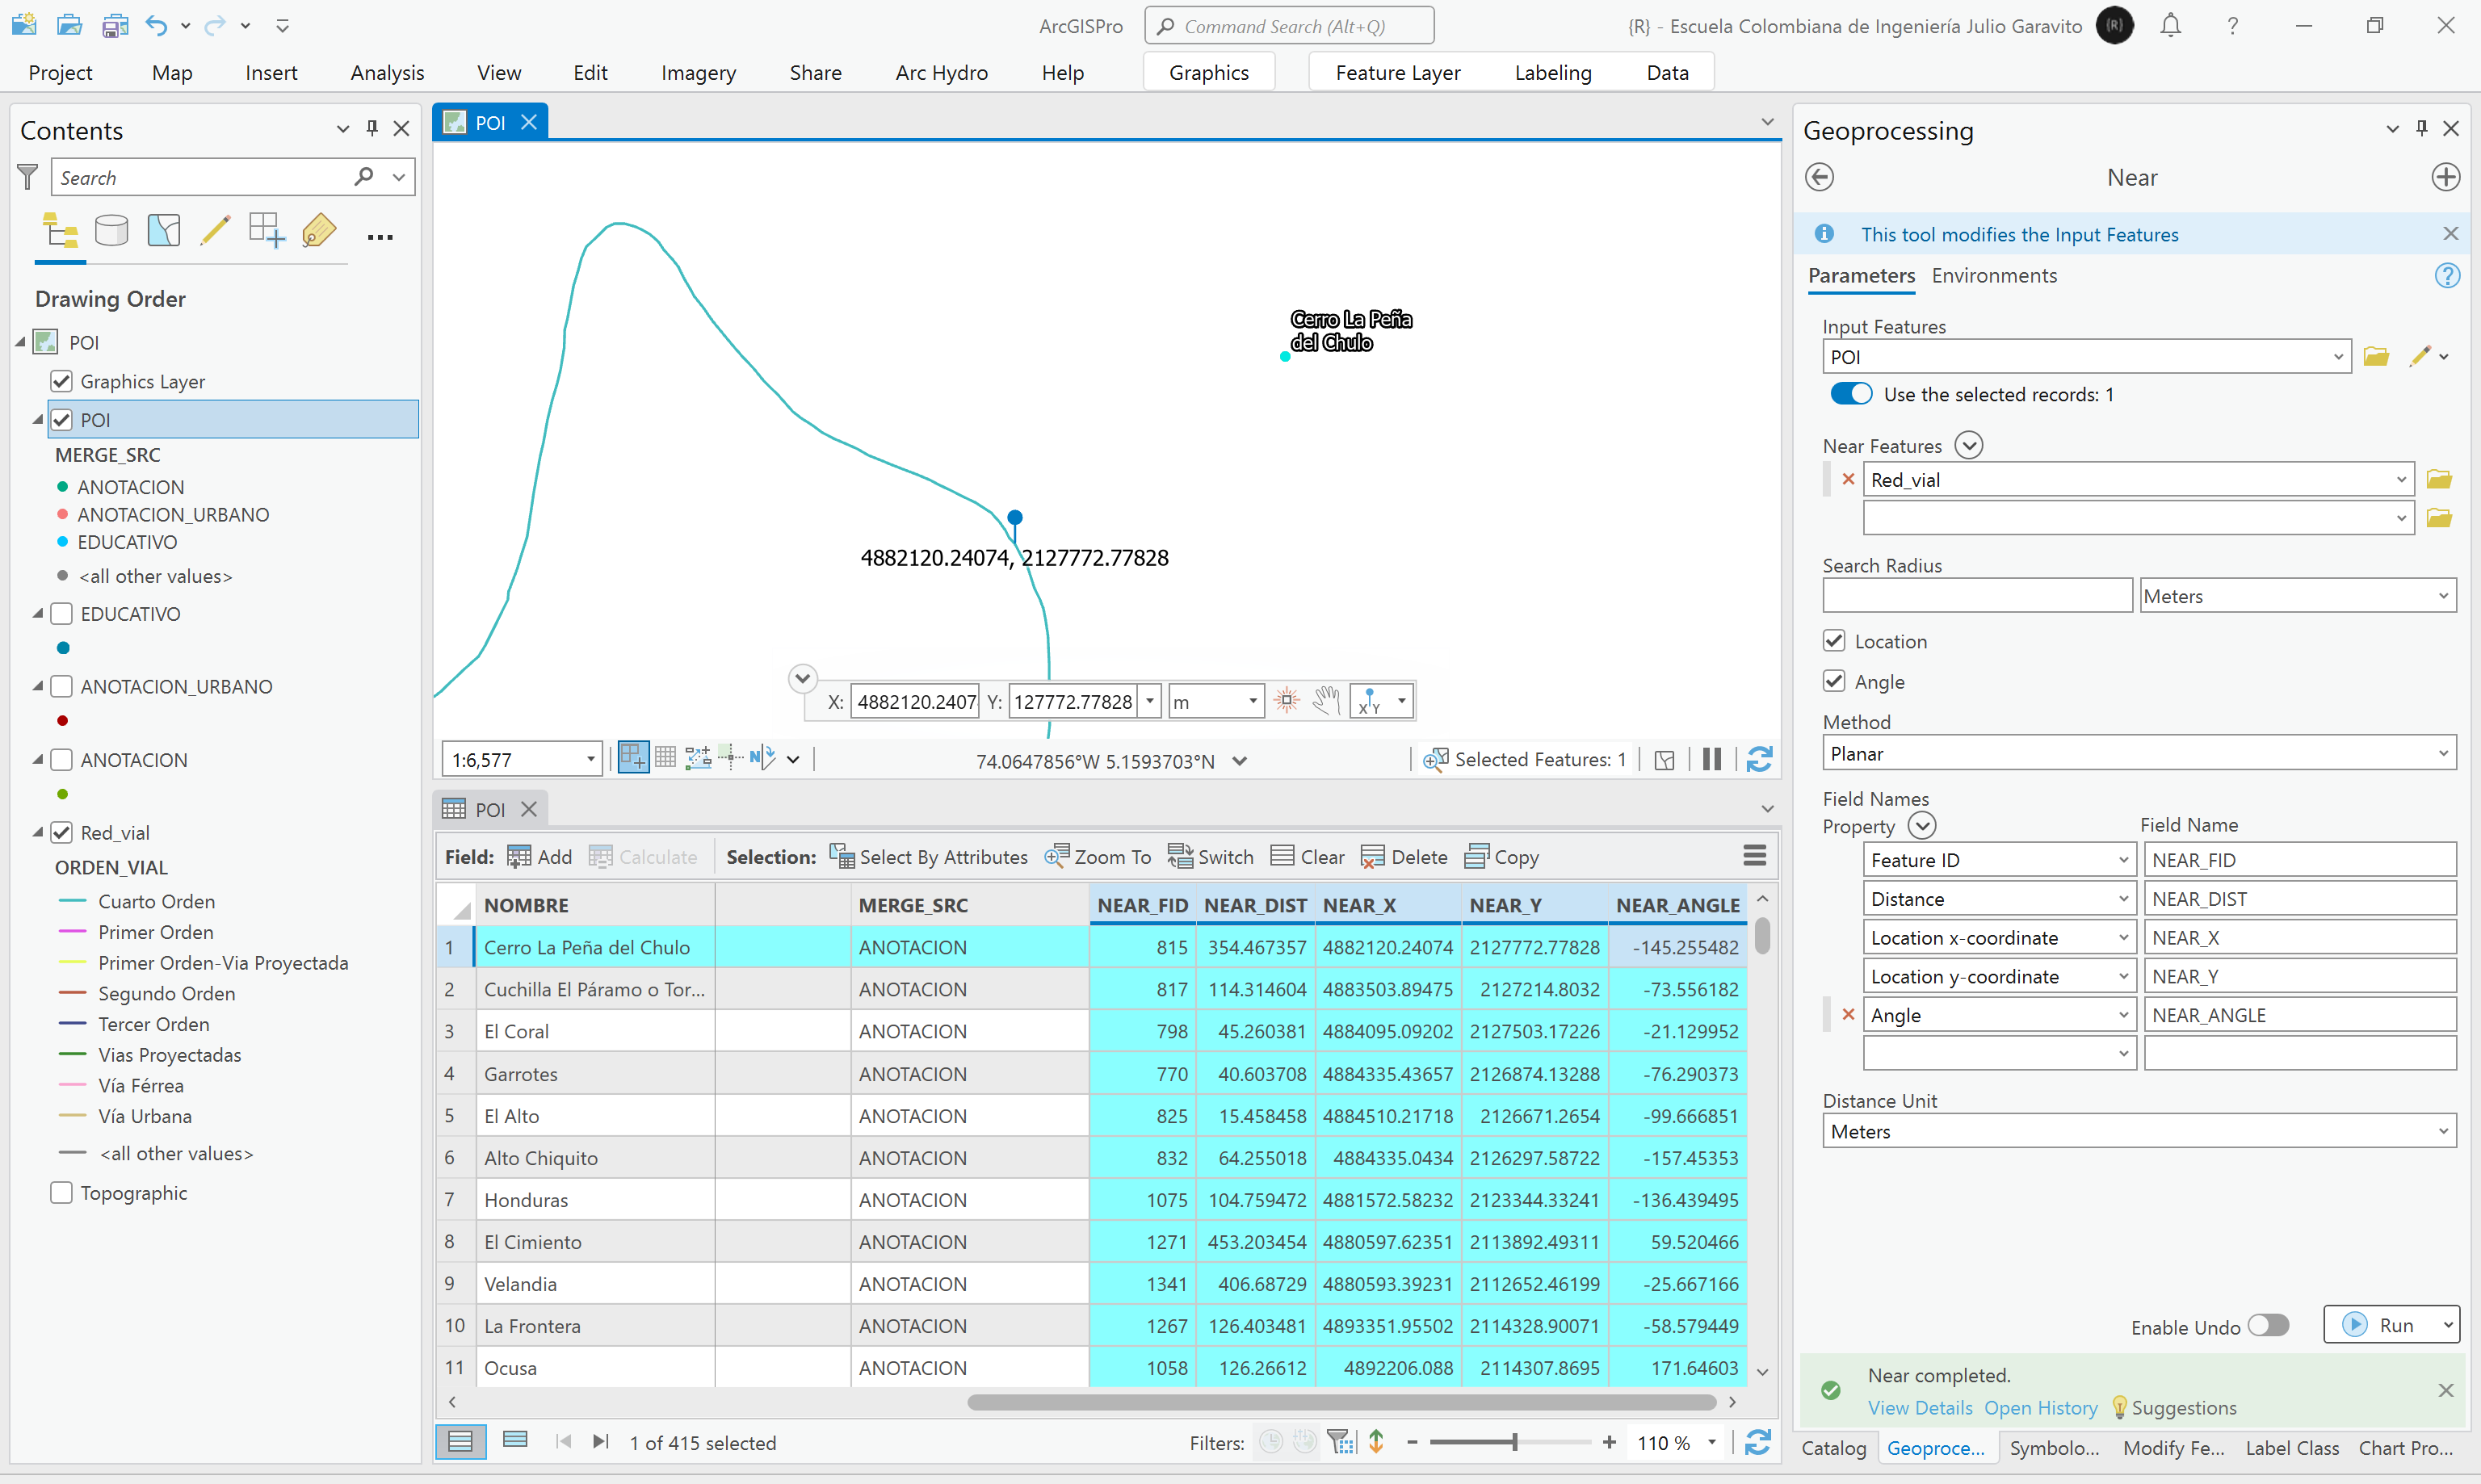 ArcGISPro
Command Search (Alt+Q)
{R} - Escuela Colombiana de Ingeniería Julio Garavito
{R}
?
Project Map Insert Analysis View Edit Imagery Share Arc Hydro Help Graphics Feature Layer Labeling Data
Contents
Search
Drawing Order
POI
Graphics Layer
POI
MERGE_SRC
ANOTACION
ANOTACION_URBANO
EDUCATIVO
<all other values>
EDUCATIVO
ANOTACION_URBANO
ANOTACION
Red_vial
ORDEN_VIAL
Cuarto Orden
Primer Orden
Primer Orden-Via Proyectada
Segundo Orden
Tercer Orden
Vias Proyectadas
Vía Férrea
Vía Urbana
<all other values>
Topographic
POI
Cerro La Peña
del Chulo
4882120.24074, 2127772.77828
X: 4882120.2407 Y: 127772.77828 m
XY
1:6,577
N
74.0647856°W 5.1593703°N
Selected Features: 1
POI
Field: Add Calculate Selection: Select By Attributes Zoom To Switch Clear Delete Copy
NOMBRE MERGE_SRC NEAR_FID NEAR_DIST NEAR_X NEAR_Y NEAR_ANGLE
1 Cerro La Peña del Chulo ANOTACION 815 354.467357 4882120.24074 2127772.77828 -145.255482
2 Cuchilla El Páramo o Tor... ANOTACION 817 114.314604 4883503.89475 2127214.8032 -73.556182
3 El Coral ANOTACION 798 45.260381 4884095.09202 2127503.17226 -21.129952
4 Garrotes ANOTACION 770 40.603708 4884335.43657 2126874.13288 -76.290373
5 El Alto ANOTACION 825 15.458458 4884510.21718 2126671.2654 -99.666851
6 Alto Chiquito ANOTACION 832 64.255018 4884335.0434 2126297.58722 -157.45353
7 Honduras ANOTACION 1075 104.759472 4881572.58232 2123344.33241 -136.439495
8 El Cimiento ANOTACION 1271 453.203454 4880597.62351 2113892.49311 59.520466
9 Velandia ANOTACION 1341 406.68729 4880593.39231 2112652.46199 -25.667166
10 La Frontera ANOTACION 1267 126.403481 4893351.95502 2114328.90071 -58.579449
11 Ocusa ANOTACION 1058 126.26612 4892206.088 2114307.8695 171.64603
1 of 415 selected
Filters:
110 %
Geoprocessing
Near
This tool modifies the Input Features
Parameters Environments
?
Input Features
POI
Use the selected records: 1
Near Features
Red_vial
Search Radius
Meters
Location
Angle
Method
Planar
Field Names
Property Field Name
Feature ID NEAR_FID
Distance NEAR_DIST
Location x-coordinate NEAR_X
Location y-coordinate NEAR_Y
Angle NEAR_ANGLE
Distance Unit
Meters
Enable Undo
Run
Near completed.
View Details Open History Suggestions
Catalog Geoproce... Symbolo... Modify Fe... Label Class Chart Pro...